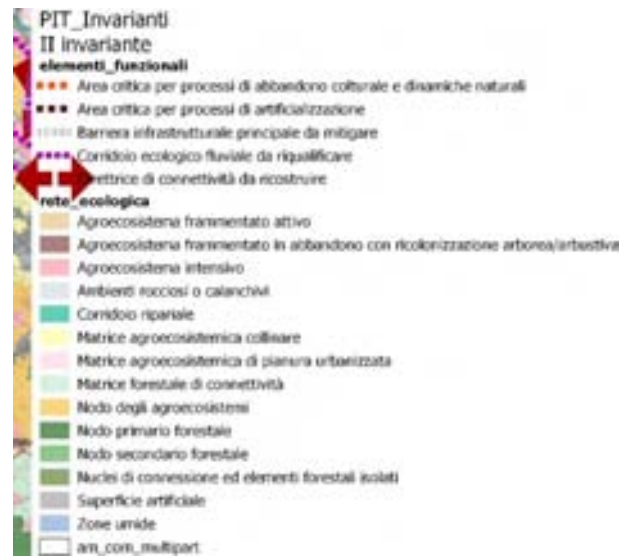 PIT_Invarianti
II invariante
elementi_funzionali
Area critica per processi di abbandono colturale e dinamiche naturali
Area critica per processi di artificializzazione
Barriera infrastrutturale principale da mitigare
Corridoio ecologico fluviale da riqualificare
di connettività da ricostruire
rete_ecologica
Agroecosistema frammentato attivo
Agroecosistema frammentato in abbandono con ricolonizzazione arborea/arbustiva
Agroecosistema intensivo
Ambienti rocciosi o calanchivi
Corridoio ripariale
Matrice agroecosistemica collinare
Matrice agroecosistemica di pianura urbanizzata
Matrice forestale di connettività
Nodo degli agroecosistemi
Nodo primario forestale
Nodo secondario forestale
Nuclei di connessione ed elementi forestali isolati
Superficie artificiale
Zone umide
am_com_multipart